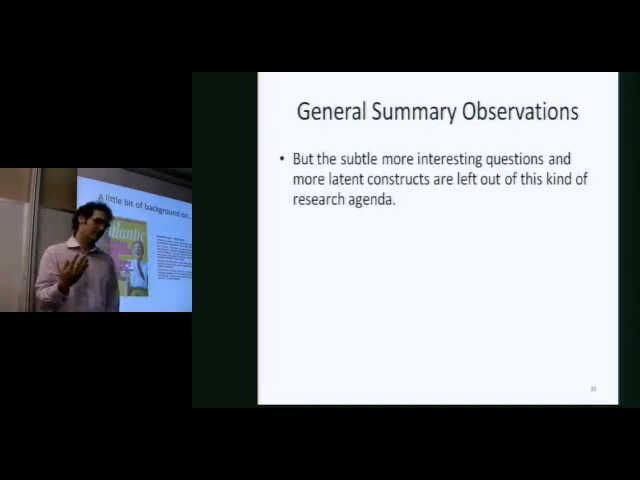 General Summary Observations
• But the subtle more interesting questions and
more latent constructs are left out of this kind of
research agenda.
A little bit of background on...